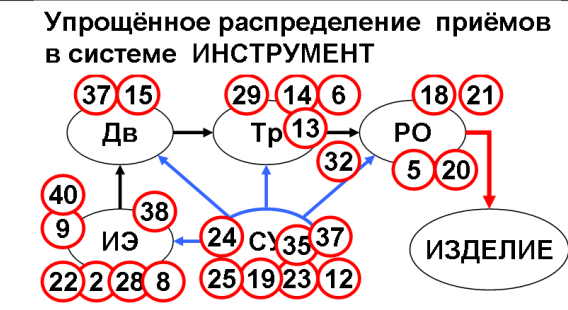 Упрощённое распределение приёмов
в системе ИНСТРУМЕНТ
37 15 29 14 6 18 21
Дв Тр 13 РО
32 5 20
40
9 38
ИЭ 24 СУ 35 37 ИЗДЕЛИЕ
22 2 28 8 25 19 23 12